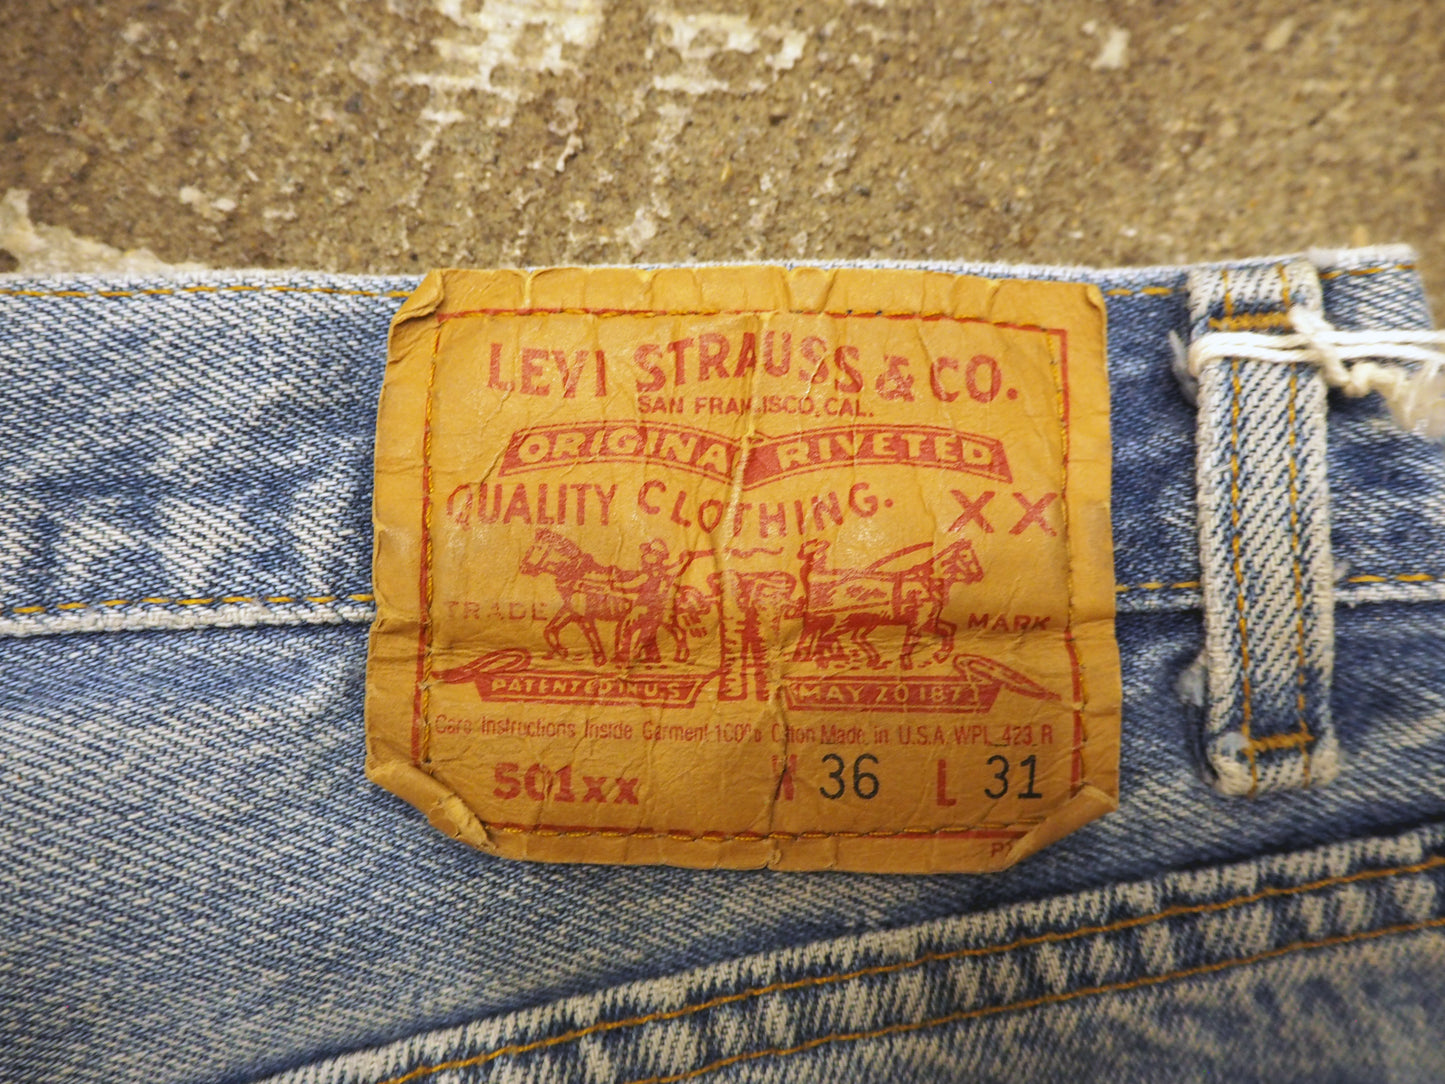 LEVI STRAUSS & CO.
SAN FRANCISCO, CAL.
ORIGINAL RIVETED
QUALITY CLOTHING. XX
TRADE MARK
PATENTED IN U.S. MAY 20 1873
Care Instructions Inside Garment 100% Cotton Made in U.S.A. WPL 423 R
501xx W 36 L 31